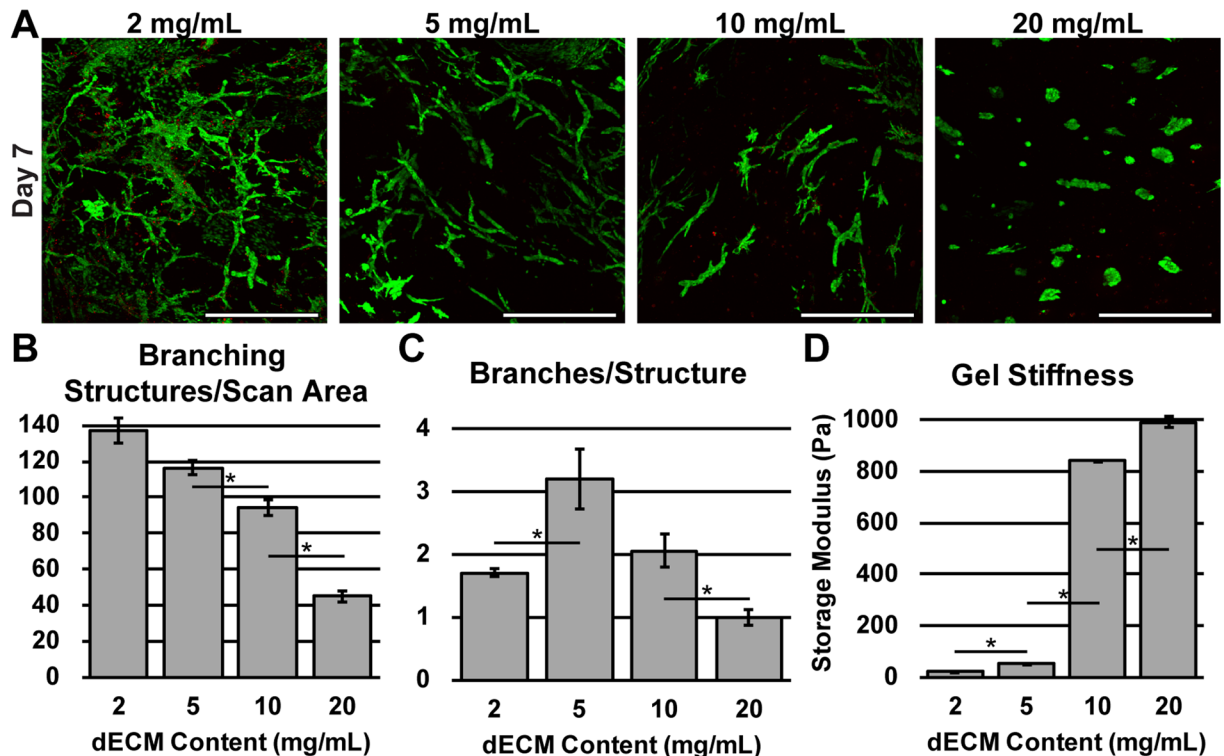 A
2 mg/mL
5 mg/mL
10 mg/mL
20 mg/mL
Day 7
B
Branching
Structures/Scan Area
140
120
100
80
60
40
20
0
*
*
2
5
10
20
dECM Content (mg/mL)
C
Branches/Structure
4
3
2
1
0
*
*
2
5
10
20
dECM Content (mg/mL)
D
Gel Stiffness
Storage Modulus (Pa)
1000
800
600
400
200
0
*
*
*
2
5
10
20
dECM Content (mg/mL)